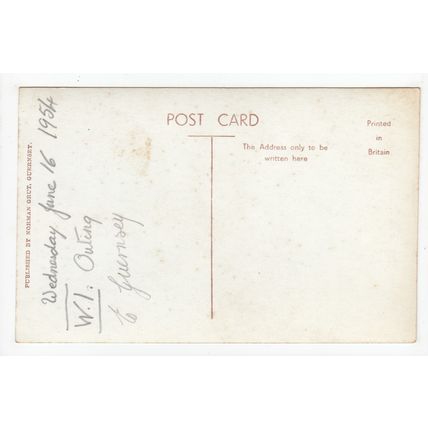 POST CARD
This Address only to be
written here
Printed
in
Britain
PUBLISHED BY NORMAN GRUT, GUERNSEY.
Wednesday June 16 1954
W.I. Outing
to Guernsey